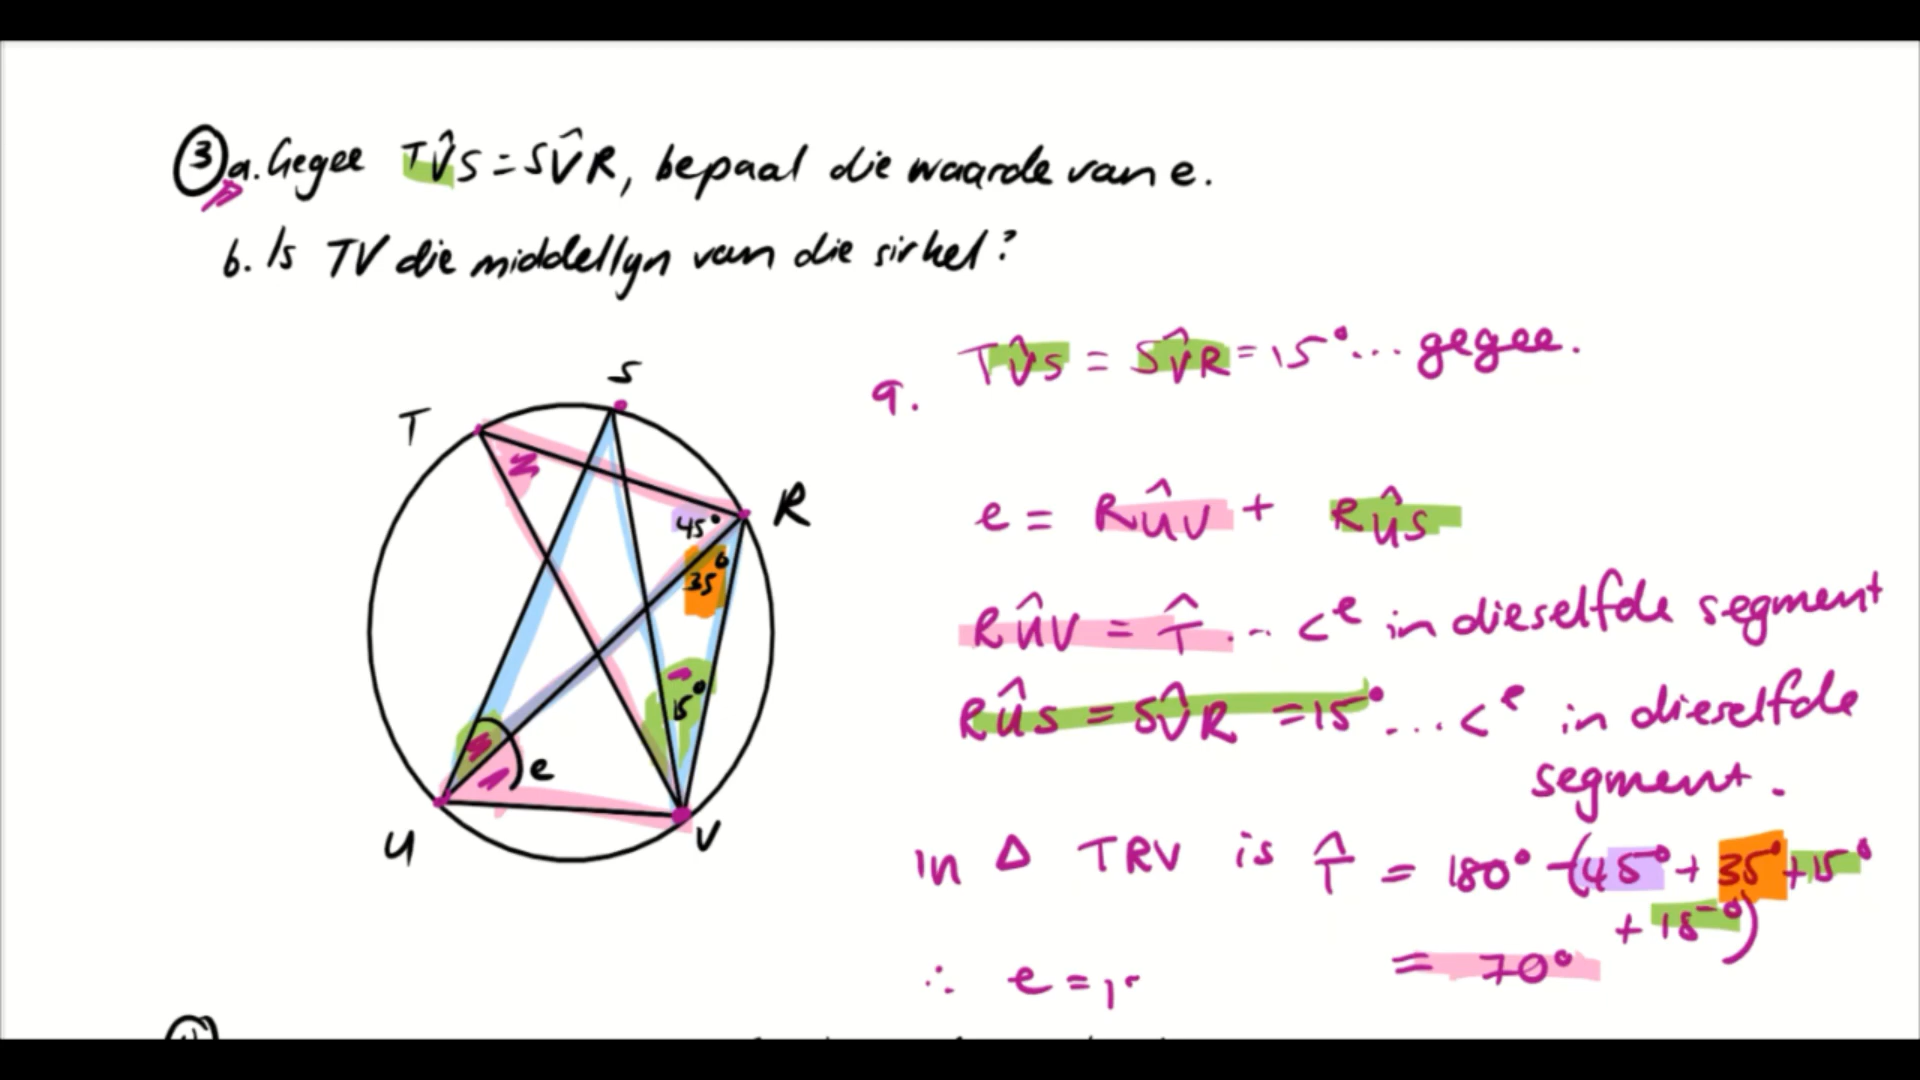 ③ a. Gegee TV̂S = SV̂R, bepaal die waarde van e.
b. Is TV die middellyn van die sirkel?
TV̂S = SV̂R = 15° ... gegee.
a.
S
T
R
45°
35°
15°
e
U
V
e = RÛV + RÛS
RÛV = T̂ ... <ᵉ in dieselfde segment
RÛS = SV̂R = 15° ... <ᵉ in dieselfde
segment.
In Δ TRV is T̂ = 180° - (45° + 35° + 15°
+ 15°)
= 70°
∴ e = 1